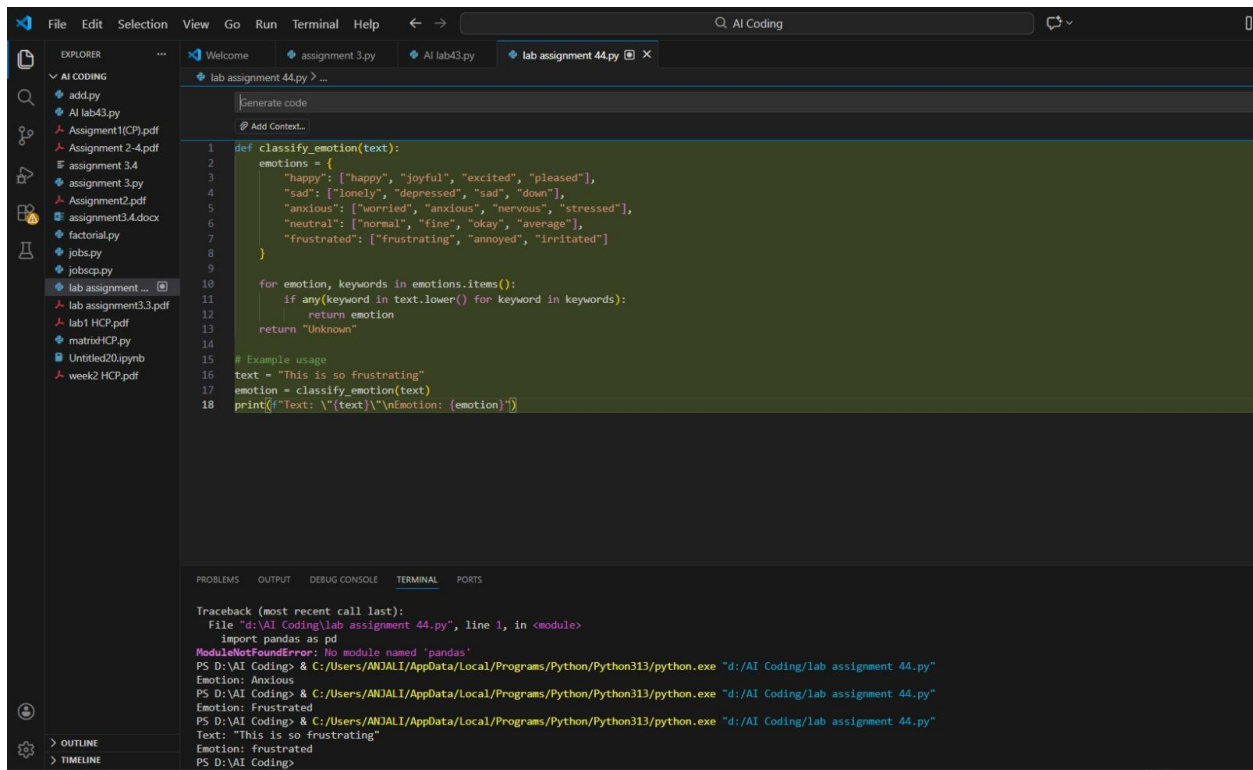 File Edit Selection View Go Run Terminal Help
AI Coding
EXPLORER
Welcome
assignment 3.py
AI lab43.py
lab assignment 44.py
AI CODING
add.py
AI lab43.py
Assigment1(CP).pdf
Assignment 2-4.pdf
assignment 3.4
assignment 3.py
Assignment2.pdf
assignment3.4.docx
factorial.py
jobs.py
jobscp.py
lab assignment ...
lab assignment3.3.pdf
lab1 HCP.pdf
matrixHCP.py
Untitled20.ipynb
week2 HCP.pdf
OUTLINE
TIMELINE
lab assignment 44.py > ...
Generate code
Add Context...
1 def classify_emotion(text):
2 emotions = {
3 "happy": ["happy", "joyful", "excited", "pleased"],
4 "sad": ["lonely", "depressed", "sad", "down"],
5 "anxious": ["worried", "anxious", "nervous", "stressed"],
6 "neutral": ["normal", "fine", "okay", "average"],
7 "frustrated": ["frustrating", "annoyed", "irritated"]
8 }
9
10 for emotion, keywords in emotions.items():
11 if any(keyword in text.lower() for keyword in keywords):
12 return emotion
13 return "Unknown"
14
15 # Example usage
16 text = "This is so frustrating"
17 emotion = classify_emotion(text)
18 print(f"Text: \"{text}\"\nEmotion: {emotion}")
PROBLEMS OUTPUT DEBUG CONSOLE TERMINAL PORTS
Traceback (most recent call last):
File "d:\AI Coding\lab assignment 44.py", line 1, in <module>
import pandas as pd
ModuleNotFoundError: No module named 'pandas'
PS D:\AI Coding> & C:/Users/ANJALI/AppData/Local/Programs/Python/Python313/python.exe "d:/AI Coding/lab assignment 44.py"
Emotion: Anxious
PS D:\AI Coding> & C:/Users/ANJALI/AppData/Local/Programs/Python/Python313/python.exe "d:/AI Coding/lab assignment 44.py"
Emotion: Frustrated
PS D:\AI Coding> & C:/Users/ANJALI/AppData/Local/Programs/Python/Python313/python.exe "d:/AI Coding/lab assignment 44.py"
Text: "This is so frustrating"
Emotion: frustrated
PS D:\AI Coding>